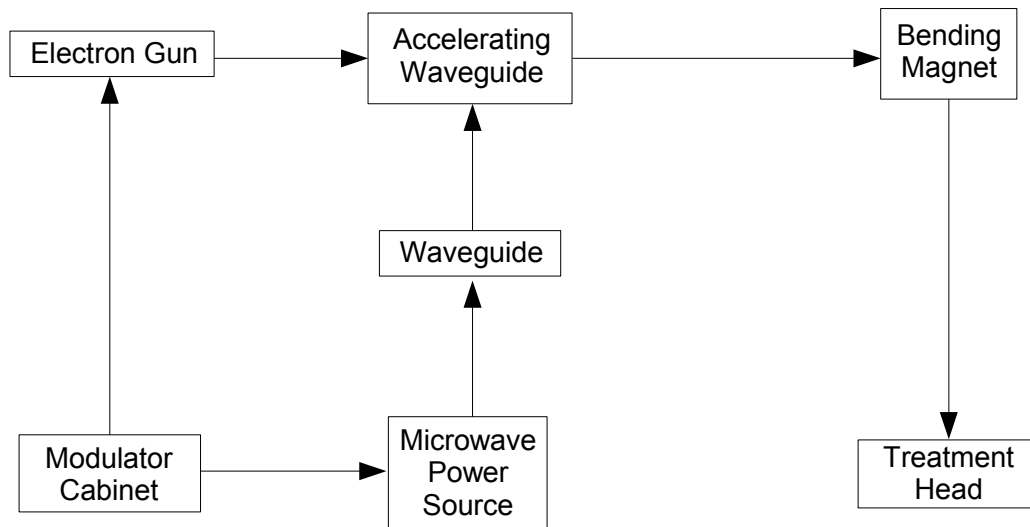 Electron Gun
Accelerating
Waveguide
Bending
Magnet
Waveguide
Modulator
Cabinet
Microwave
Power
Source
Treatment
Head